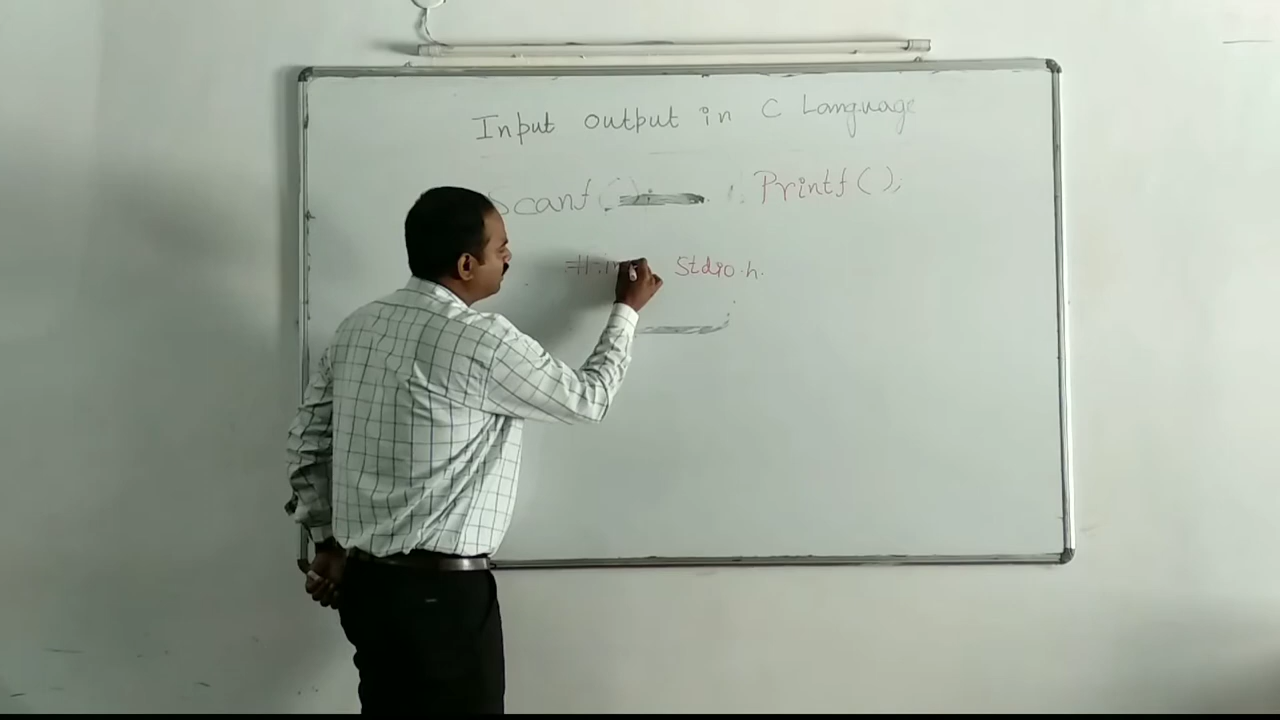 Input output in C Language
Scanf ( ) Printf ( );
Stdio.h.